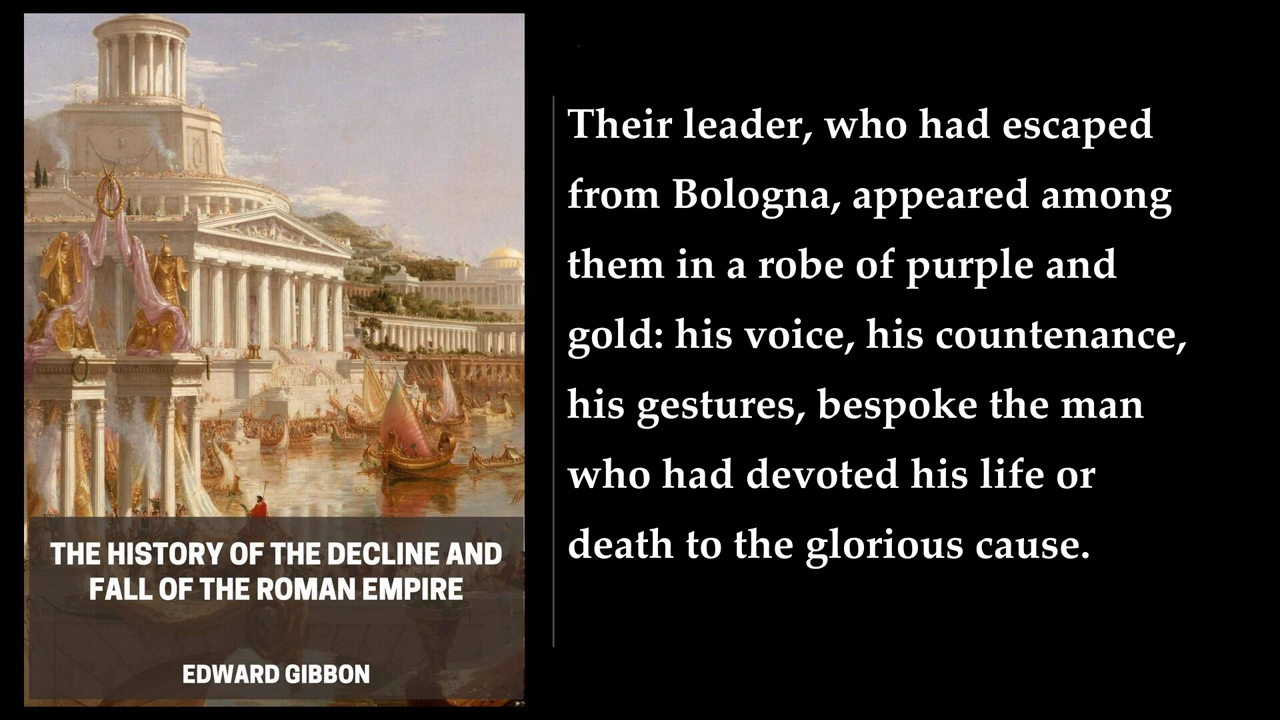 THE HISTORY OF THE DECLINE AND
FALL OF THE ROMAN EMPIRE
EDWARD GIBBON
Their leader, who had escaped
from Bologna, appeared among
them in a robe of purple and
gold: his voice, his countenance,
his gestures, bespoke the man
who had devoted his life or
death to the glorious cause.